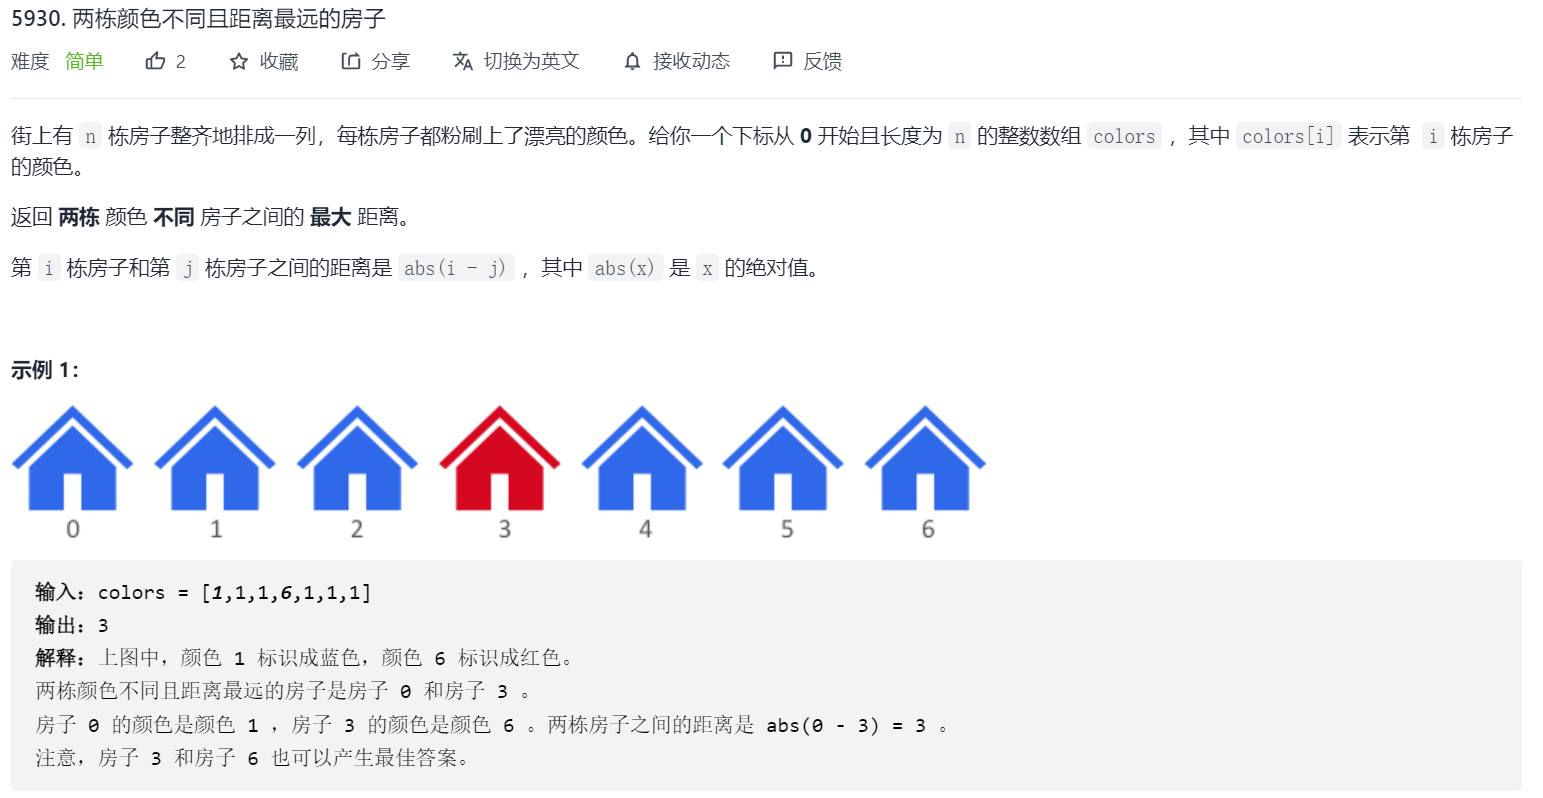 5930. 两栋颜色不同且距离最远的房子
难度 简单 2 收藏 分享 切换为英文 接收动态 反馈
街上有 n 栋房子整齐地排成一列，每栋房子都粉刷上了漂亮的颜色。给你一个下标从 0 开始且长度为 n 的整数数组 colors ，其中 colors[i] 表示第 i 栋房子
的颜色。
返回 两栋 颜色 不同 房子之间的 最大 距离。
第 i 栋房子和第 j 栋房子之间的距离是 abs(i - j) ，其中 abs(x) 是 x 的绝对值。
示例 1：
0 1 2 3 4 5 6
输入：colors = [1,1,1,6,1,1,1]
输出：3
解释：上图中，颜色 1 标识成蓝色，颜色 6 标识成红色。
两栋颜色不同且距离最远的房子是房子 0 和房子 3 。
房子 0 的颜色是颜色 1 ，房子 3 的颜色是颜色 6 。两栋房子之间的距离是 abs(0 - 3) = 3 。
注意，房子 3 和房子 6 也可以产生最佳答案。